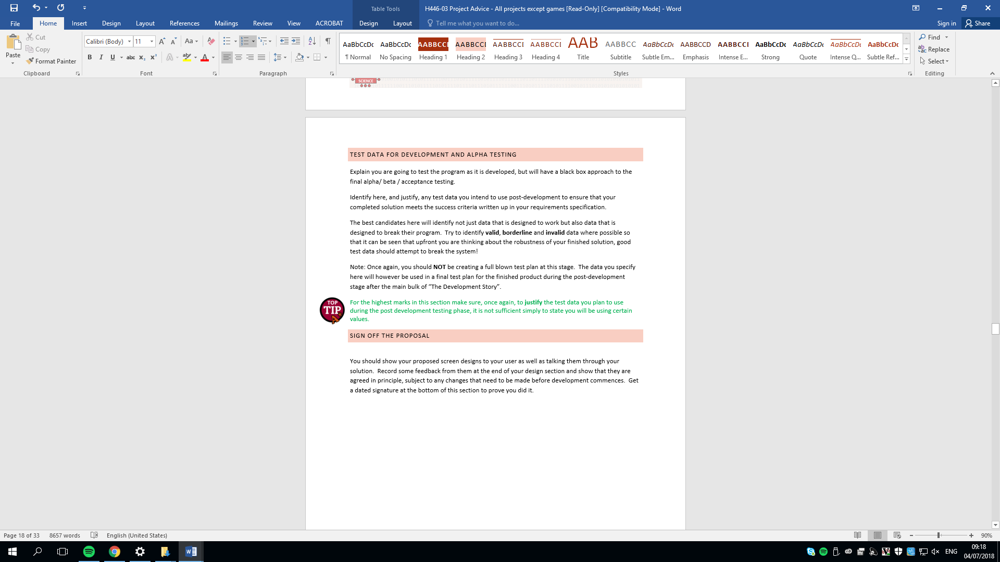 Table Tools
H446-03 Project Advice - All projects except games [Read-Only] [Compatibility Mode] - Word
File Home Insert Design Layout References Mailings Review View ACROBAT Design Layout Tell me what you want to do... Sign in Share
Paste
Cut
Copy
Format Painter
Clipboard
Calibri (Body) 11
Font
Paragraph
AaBbCcDc AaBbCcDc AABBCCI AABBCCI AABBCCI AABBCCI AAB AABBCC AaBbCcDc AABBCCD AABBCCI AaBbCcDc AaBbCcDc AaBbCcDc AaBbCcDc
¶ Normal No Spacing Heading 1 Heading 2 Heading 3 Heading 4 Title Subtitle Subtle Em... Emphasis Intense E... Strong Quote Intense Q... Subtle Ref...
Styles
Find
Replace
Select
Editing
SCIENCE
TEST DATA FOR DEVELOPMENT AND ALPHA TESTING
Explain you are going to test the program as it is developed, but will have a black box approach to the
final alpha/ beta / acceptance testing.
Identify here, and justify, any test data you intend to use post-development to ensure that your
completed solution meets the success criteria written up in your requirements specification.
The best candidates here will identify not just data that is designed to work but also data that is
designed to break their program.  Try to identify valid, borderline and invalid data where possible so
that it can be seen that upfront you are thinking about the robustness of your finished solution, good
test data should attempt to break the system!
Note: Once again, you should NOT be creating a full blown test plan at this stage.  The data you specify
here will however be used in a final test plan for the finished product during the post-development
stage after the main bulk of “The Development Story”.
TOP
TIP
A*
For the highest marks in this section make sure, once again, to justify the test data you plan to use
during the post development testing phase, it is not sufficient simply to state you will be using certain
values.
SIGN OFF THE PROPOSAL
You should show your proposed screen designs to your user as well as talking them through your
solution.  Record some feedback from them at the end of your design section and show that they are
agreed in principle, subject to any changes that need to be made before development commences.  Get
a dated signature at the bottom of this section to prove you did it.
Page 18 of 33 8657 words English (United States) 90%
ENG
09:18
04/07/2018